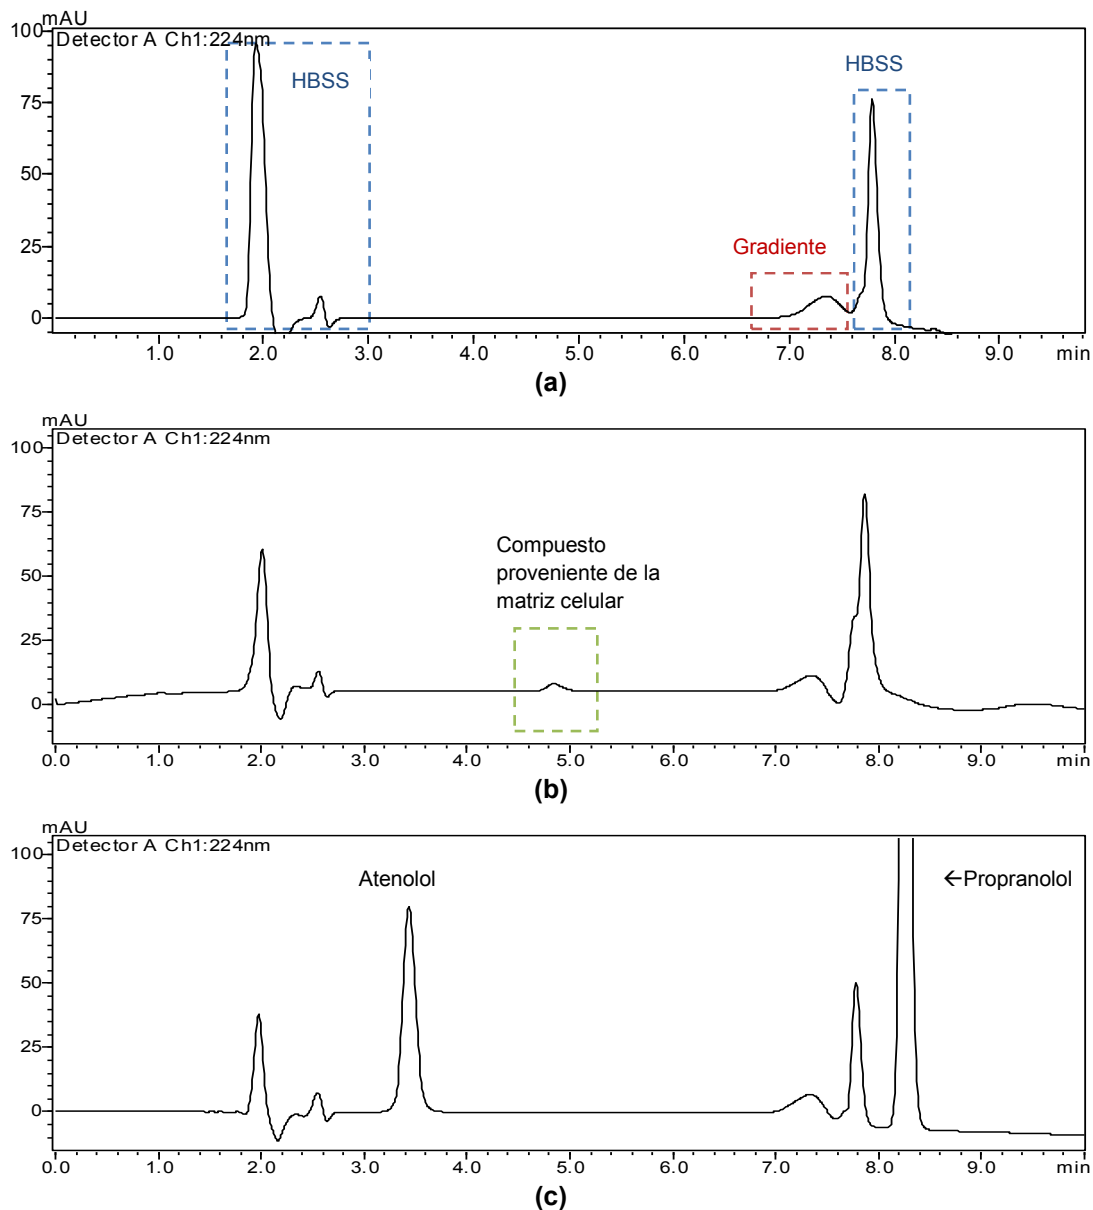 mAU
Detector A Ch1:224nm
100
HBSS
HBSS
75
50
25
Gradiente
0
1.0 2.0 3.0 4.0 5.0 6.0 7.0 8.0 9.0 min
(a)
mAU
Detector A Ch1:224nm
100
75
Compuesto
proveniente de la
matriz celular
50
25
0
0.0 1.0 2.0 3.0 4.0 5.0 6.0 7.0 8.0 9.0 min
(b)
mAU
Detector A Ch1:224nm
100
Atenolol
←Propranolol
75
50
25
0
0.0 1.0 2.0 3.0 4.0 5.0 6.0 7.0 8.0 9.0 min
(c)